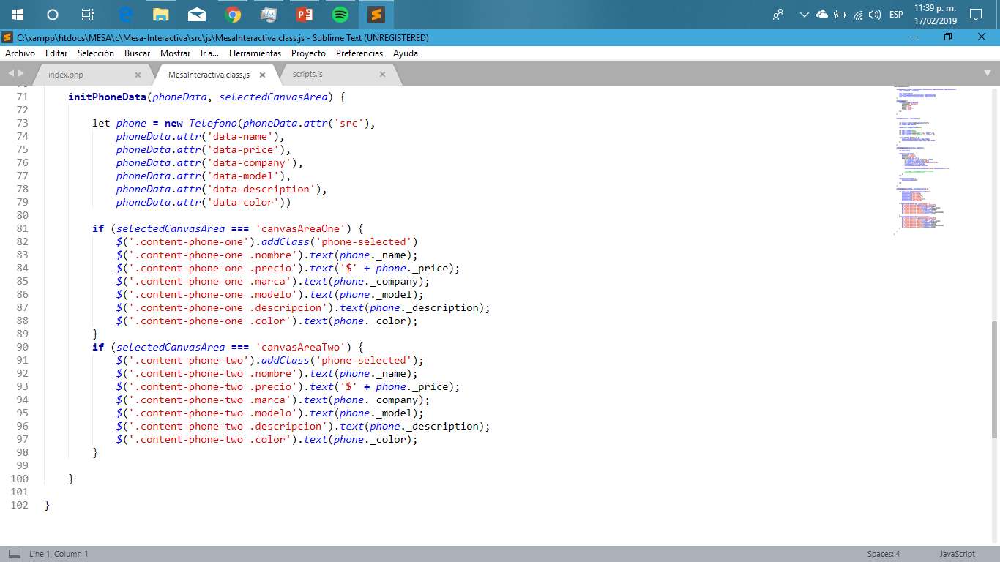 11:39 p. m.
ESP
17/02/2019
C:\xampp\htdocs\MESA\c\Mesa-Interactiva\src\js\MesaInteractiva.class.js - Sublime Text (UNREGISTERED)
Archivo Editar Selección Buscar Mostrar Ir a... Herramientas Proyecto Preferencias Ayuda
index.php MesaInteractiva.class.js scripts.js
71 initPhoneData(phoneData, selectedCanvasArea) {
72
73 let phone = new Telefono(phoneData.attr('src'),
74 phoneData.attr('data-name'),
75 phoneData.attr('data-price'),
76 phoneData.attr('data-company'),
77 phoneData.attr('data-model'),
78 phoneData.attr('data-description'),
79 phoneData.attr('data-color'))
80
81 if (selectedCanvasArea === 'canvasAreaOne') {
82 $('.content-phone-one').addClass('phone-selected')
83 $('.content-phone-one .nombre').text(phone._name);
84 $('.content-phone-one .precio').text('$' + phone._price);
85 $('.content-phone-one .marca').text(phone._company);
86 $('.content-phone-one .modelo').text(phone._model);
87 $('.content-phone-one .descripcion').text(phone._description);
88 $('.content-phone-one .color').text(phone._color);
89 }
90 if (selectedCanvasArea === 'canvasAreaTwo') {
91 $('.content-phone-two').addClass('phone-selected');
92 $('.content-phone-two .nombre').text(phone._name);
93 $('.content-phone-two .precio').text('$' + phone._price);
94 $('.content-phone-two .marca').text(phone._company);
95 $('.content-phone-two .modelo').text(phone._model);
96 $('.content-phone-two .descripcion').text(phone._description);
97 $('.content-phone-two .color').text(phone._color);
98 }
99
100 }
101
102 }
Line 1, Column 1 Spaces: 4 JavaScript